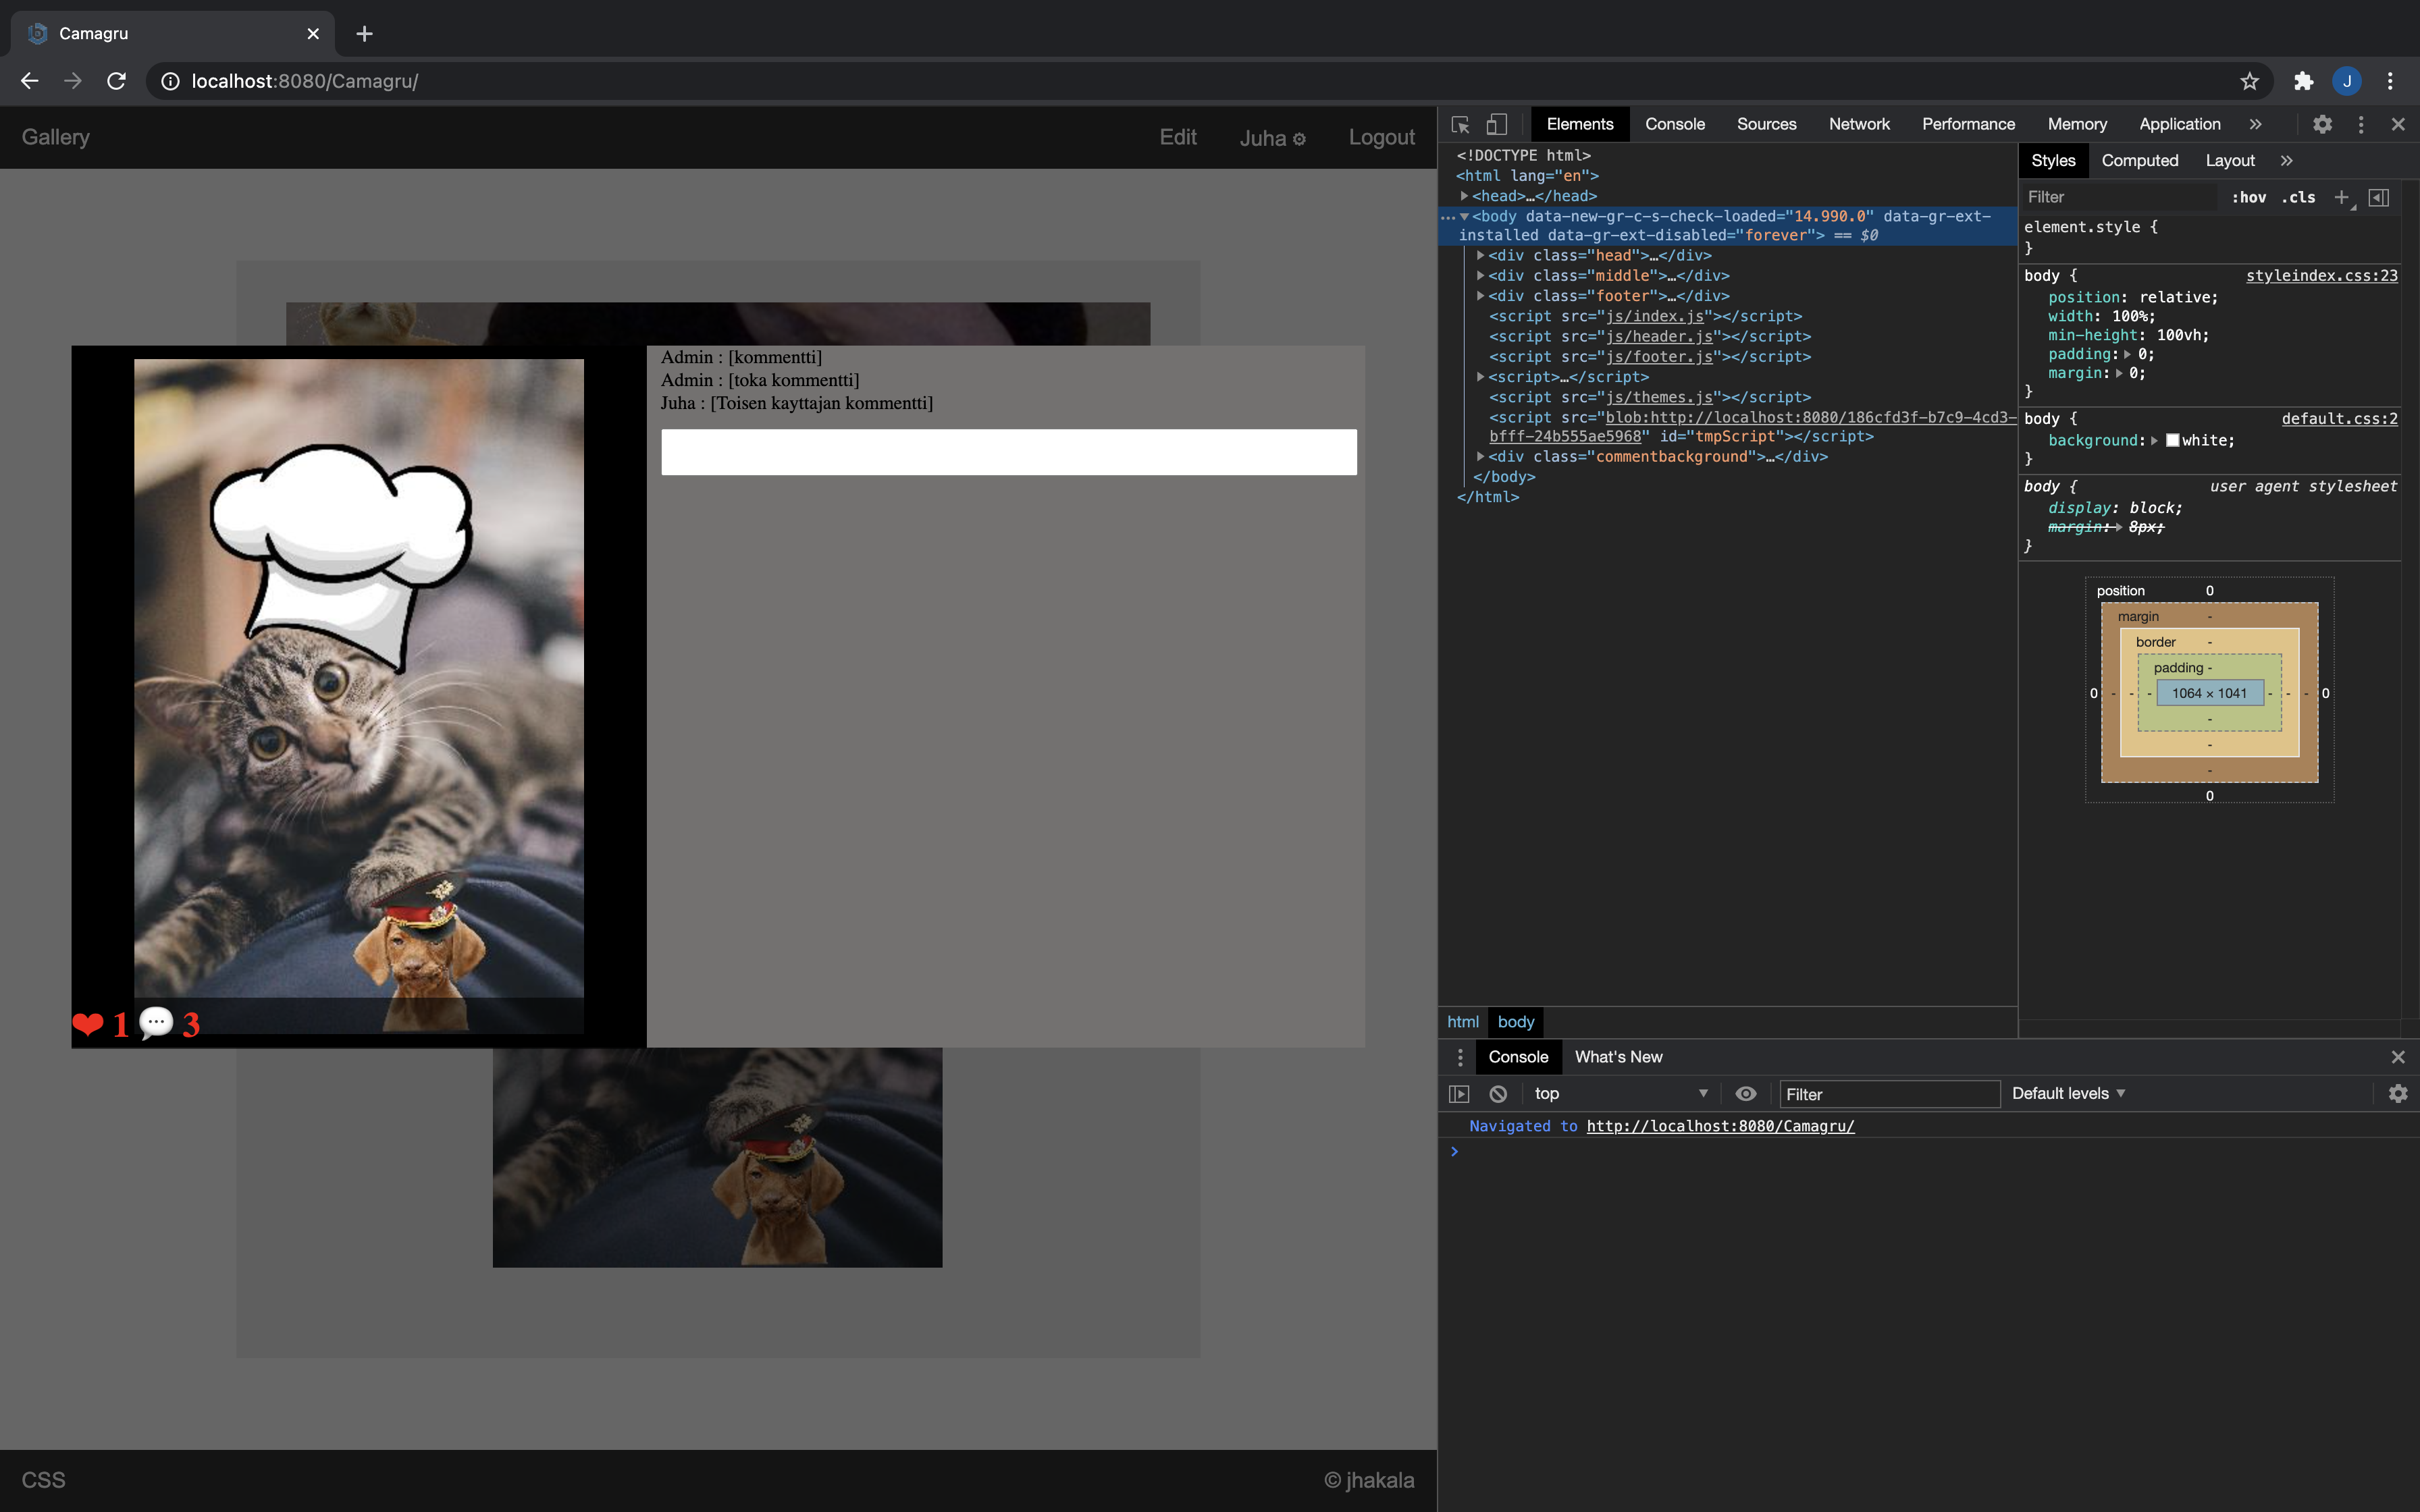 Camagru
localhost:8080/Camagru/
J
Gallery
Edit
Juha ⚙
Logout
Admin : [kommentti]
Admin : [toka kommentti]
Juha : [Toisen kayttajan kommentti]
❤ 1 💬 3
CSS
© jhakala
Elements
Console
Sources
Network
Performance
Memory
Application
»
<!DOCTYPE html>
<html lang="en">
<head>…</head>
<body data-new-gr-c-s-check-loaded="14.990.0" data-gr-ext-
installed data-gr-ext-disabled="forever"> == $0
<div class="head">…</div>
<div class="middle">…</div>
<div class="footer">…</div>
<script src="js/index.js"></script>
<script src="js/header.js"></script>
<script src="js/footer.js"></script>
<script>…</script>
<script src="js/themes.js"></script>
<script src="blob:http://localhost:8080/186cfd3f-b7c9-4cd3-
bfff-24b555ae5968" id="tmpScript"></script>
<div class="commentbackground">…</div>
</body>
</html>
html
body
Styles
Computed
Layout
»
Filter
:hov
.cls
element.style {
}
body {
styleindex.css:23
position: relative;
width: 100%;
min-height: 100vh;
padding: 0;
margin: 0;
}
body {
default.css:2
background: white;
}
body {
user agent stylesheet
display: block;
margin: 8px;
}
position
0
margin
-
border
-
padding -
0 - - - 1064 × 1041 - - - 0
-
-
-
0
Console
What's New
top
Filter
Default levels
Navigated to http://localhost:8080/Camagru/